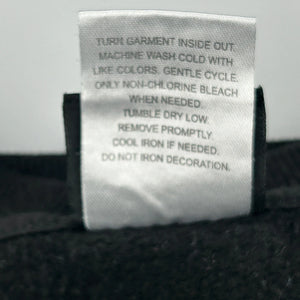 TURN GARMENT INSIDE OUT.
MACHINE WASH COLD WITH
LIKE COLORS. GENTLE CYCLE.
ONLY NON-CHLORINE BLEACH
WHEN NEEDED.
TUMBLE DRY LOW.
REMOVE PROMPTLY.
COOL IRON IF NEEDED.
DO NOT IRON DECORATION.